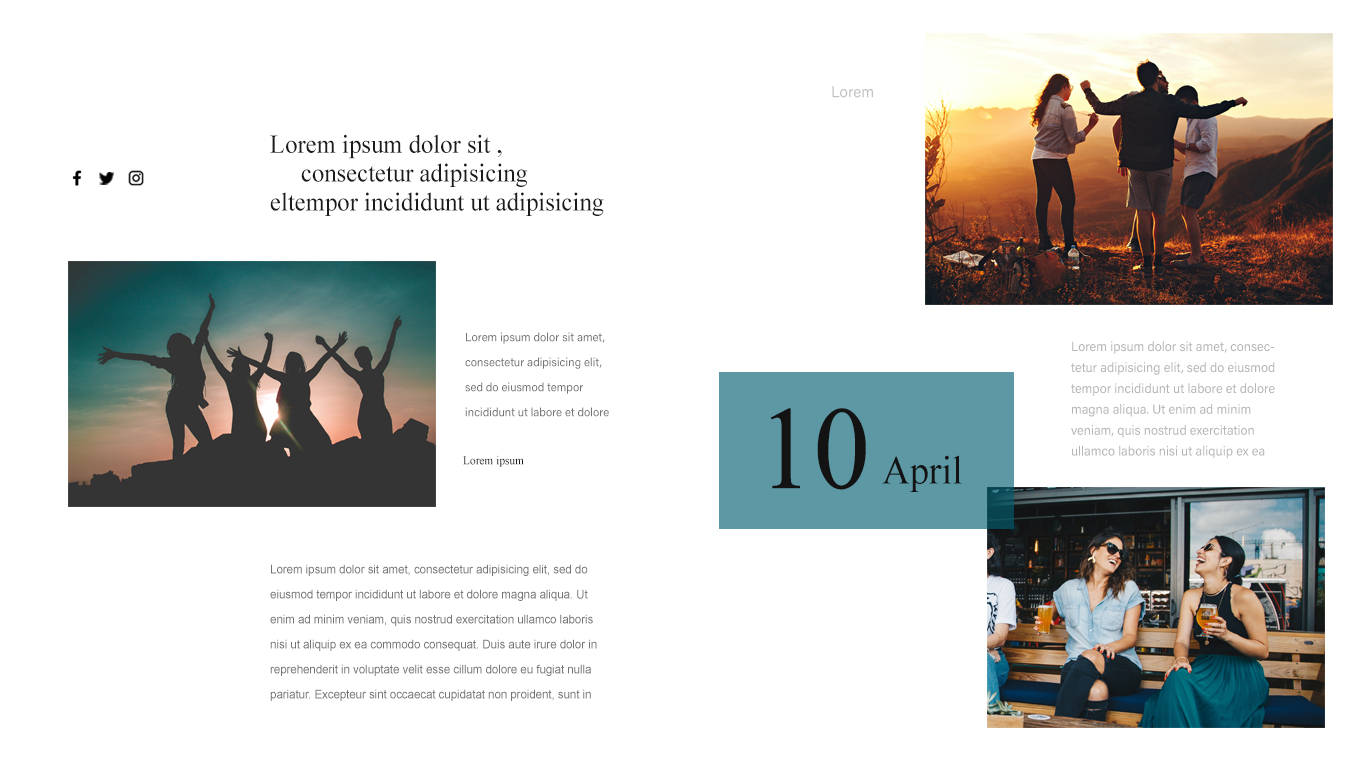 Lorem ipsum dolor sit ,
consectetur adipisicing
eltempor incididunt ut adipisicing
Lorem ipsum dolor sit amet,
consectetur adipisicing elit,
sed do eiusmod tempor
incididunt ut labore et dolore
Lorem ipsum
Lorem ipsum dolor sit amet, consectetur adipisicing elit, sed do
eiusmod tempor incididunt ut labore et dolore magna aliqua. Ut
enim ad minim veniam, quis nostrud exercitation ullamco laboris
nisi ut aliquip ex ea commodo consequat. Duis aute irure dolor in
reprehenderit in voluptate velit esse cillum dolore eu fugiat nulla
pariatur. Excepteur sint occaecat cupidatat non proident, sunt in
Lorem
Lorem ipsum dolor sit amet, consec-
tetur adipisicing elit, sed do eiusmod
tempor incididunt ut labore et dolore
magna aliqua. Ut enim ad minim
veniam, quis nostrud exercitation
ullamco laboris nisi ut aliquip ex ea
10 April